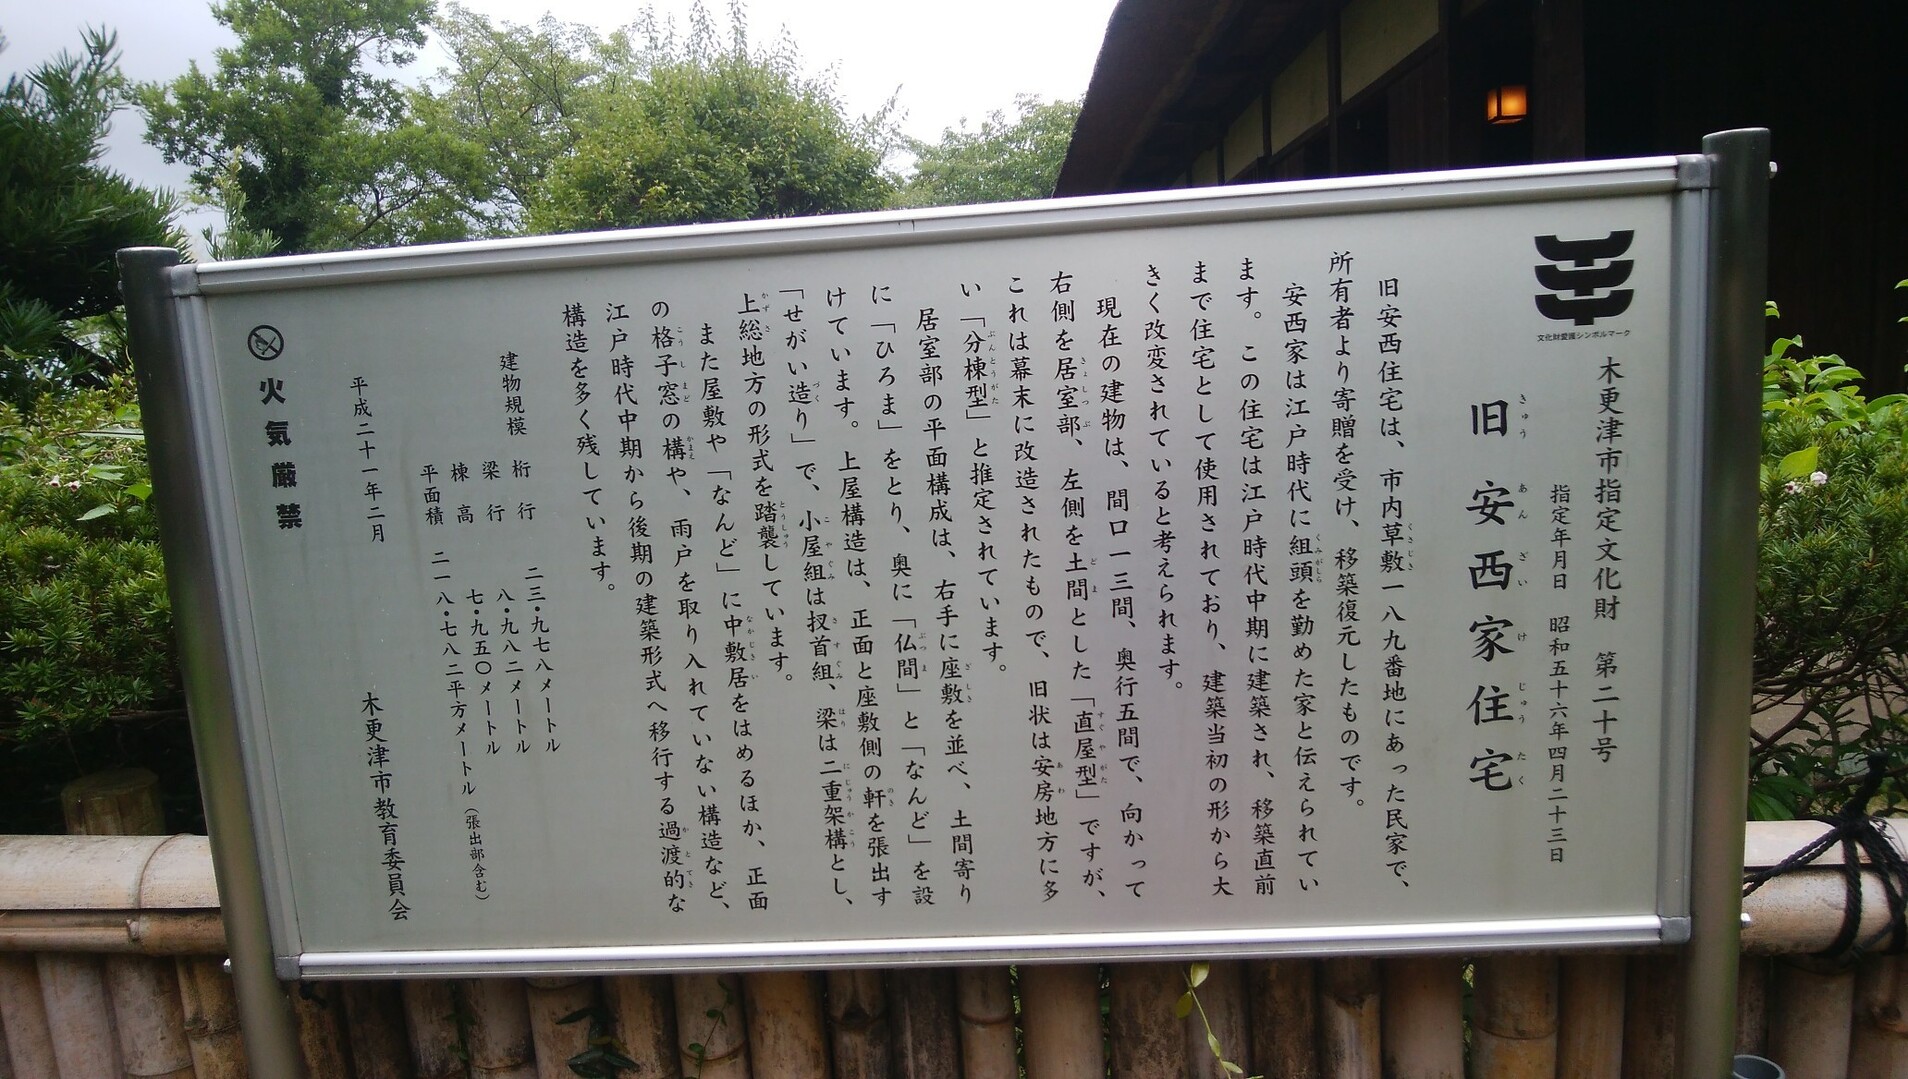 文化財愛護シンボルマーク
木更津市指定文化財　第二十号
指定年月日　昭和五十六年四月二十三日
きゅう　あん　ざい　け　じゅう　たく
旧安西家住宅
旧安西住宅は、市内草敷一八九番地にあった民家で、
所有者より寄贈を受け、移築復元したものです。
安西家は江戸時代に組頭を勤めた家と伝えられてい
ます。この住宅は江戸時代中期に建築され、移築直前
まで住宅として使用されており、建築当初の形から大
きく改変されていると考えられます。
現在の建物は、間口一三間、奥行五間で、向かって
右側を居室部、左側を土間とした「直屋型」ですが、
これは幕末に改造されたもので、旧状は安房地方に多
い「分棟型」と推定されています。
居室部の平面構成は、右手に座敷を並べ、土間寄り
に「ひろま」をとり、奥に「仏間」と「なんど」を設
けています。上屋構造は、正面と座敷側の軒を張出す
「せがい造り」で、小屋組は扠首組、梁は二重架構とし、
上総地方の形式を踏襲しています。
また屋敷や「なんど」に中敷居をはめるほか、正面
の格子窓の構や、雨戸を取り入れていない構造など、
江戸時代中期から後期の建築形式へ移行する過渡的な
構造を多く残しています。
建物規模　桁行　二三・九七八メートル
梁行　八・九八二メートル
棟高　七・九五〇メートル
平面積　二一八・七八二平方メートル（張出部含む）
平成二十一年二月
木更津市教育委員会
火気厳禁